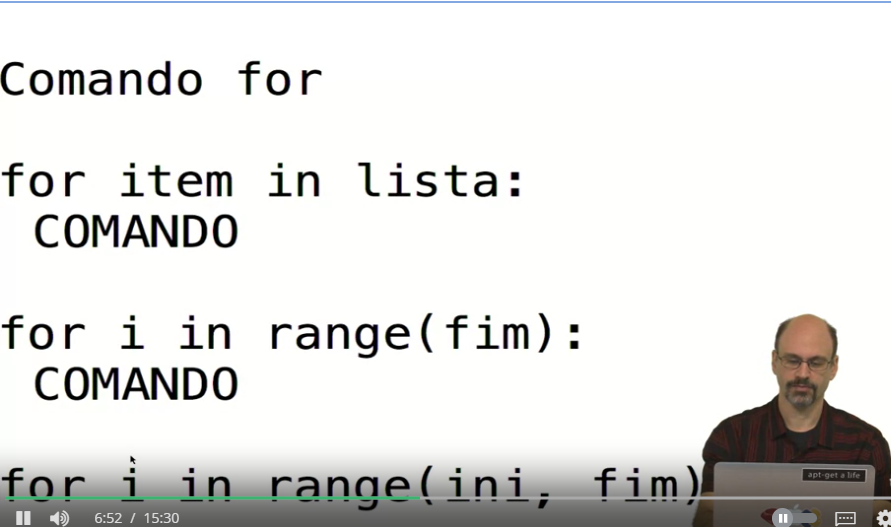 Comando for
for item in lista:
COMANDO
for i in range(fim):
COMANDO
for i in range(ini, fim)
apt-get a life
6:52 / 15:30